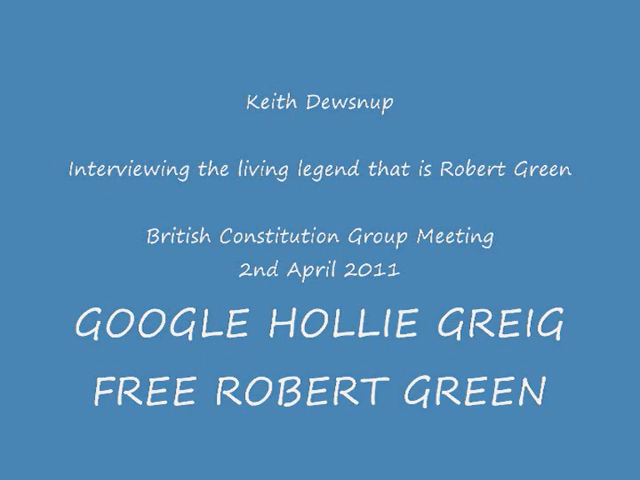 Keith Dewsnup
Interviewing the living legend that is Robert Green
British Constitution Group Meeting
2nd April 2011
GOOGLE HOLLIE GREIG
FREE ROBERT GREEN